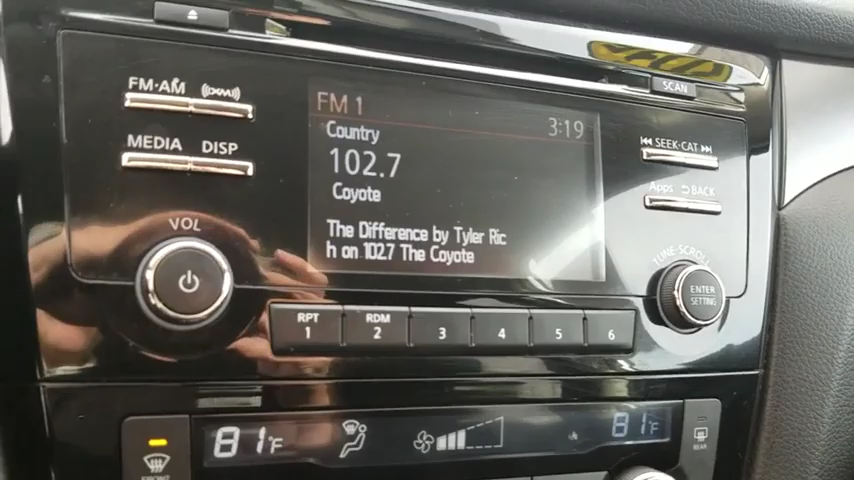 FM·AM
((XM))
SCAN
FM 1
3:19
Country
MEDIA DISP
SEEK·CAT
102.7
Apps BACK
Coyote
VOL
The Difference by Tyler Ric
h on 102.7 The Coyote
TUNE·SCROLL
ENTER
SETTING
RPT
1
RDM
2
3
4
5
6
81°F
81°F
FRONT
REAR